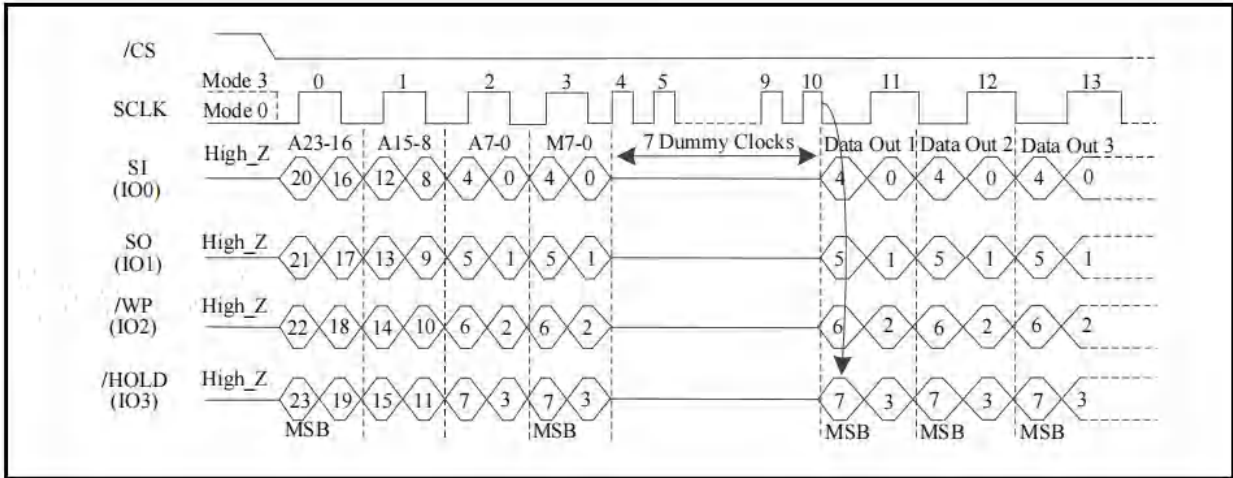 /CS
Mode 3 0 1 2 3 4 5 9 10 11 12 13
SCLK Mode 0
A23-16 A15-8 A7-0 M7-0 7 Dummy Clocks Data Out 1 Data Out 2 Data Out 3
SI
(IO0)
High_Z 20 16 12 8 4 0 4 0 4 0 4 0 4 0
SO
(IO1)
High_Z 21 17 13 9 5 1 5 1 5 1 5 1 5 1
/WP
(IO2)
High_Z 22 18 14 10 6 2 6 2 6 2 6 2 6 2
/HOLD
(IO3)
High_Z 23 19 15 11 7 3 7 3 7 3 7 3 7 3
MSB MSB MSB MSB MSB